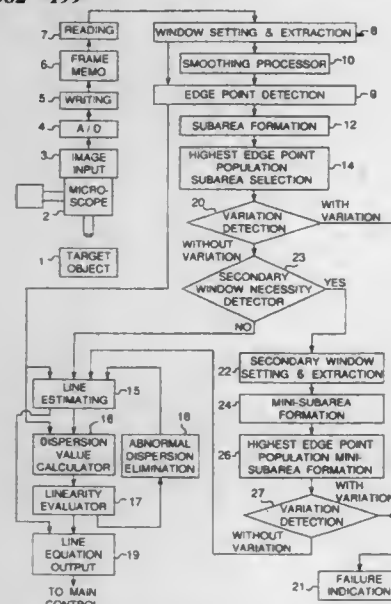 READING
7
WINDOW SETTING & EXTRACTION
8
FRAME
MEMO
6
SMOOTHING PROCESSOR
10
WRITING
5
EDGE POINT DETECTION
9
A/D
4
SUBAREA FORMATION
12
IMAGE
INPUT
3
HIGHEST EDGE POINT
POPULATION
SUBAREA SELECTION
14
MICRO-
SCOPE
2
20
VARIATION
DETECTION
WITH
VARIATION
1
TARGET
OBJECT
WITHOUT
VARIATION
23
SECONDARY
WINDOW NECESSITY
DETECTOR
YES
NO
LINE
ESTIMATING
15
22
SECONDARY WINDOW
SETTING & EXTRACTION
24
MINI-SUBAREA
FORMATION
16
DISPERSION
VALUE
CALCULATOR
18
ABNORMAL
DISPERSION
ELIMINATION
26
HIGHEST EDGE POINT
POPULATION MINI-
SUBAREA FORMATION
LINEARITY
EVALUATOR
17
27
WITH
VARIATION
VARIATION
DETECTION
WITHOUT
VARIATION
LINE
EQUATION
OUTPUT
19
21
FAILURE
INDICATION
TO MAIN
CONTROL